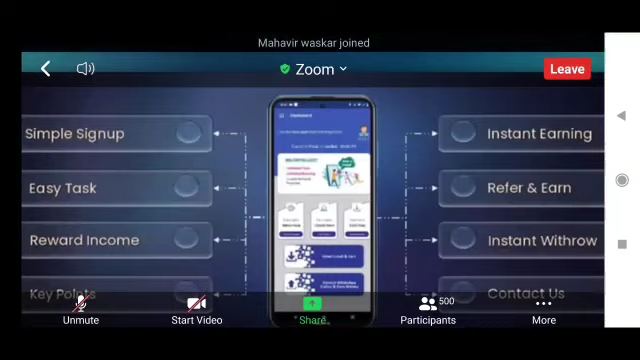 Mahavir waskar joined
Zoom
Leave
Simple Signup
Instant Earning
Easy Task
Refer & Earn
Reward Income
Instant Withrow
Key Points
Contact Us
Dashboard
500
Unmute
Start Video
Share
Participants
More